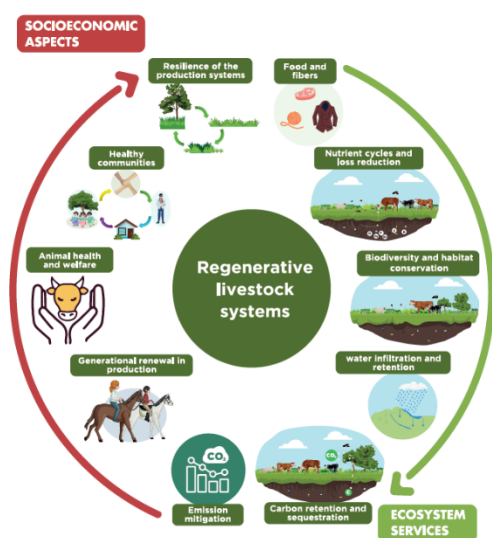 SOCIOECONOMIC
ASPECTS
Resilience of the
production systems
Food and
fibers
Healthy
communities
Nutrient cycles and
loss reduction
Animal health
and welfare
Regenerative
livestock
systems
Biodiversity and habitat
conservation
Generational renewal in
production
water infiltration and
retention
CO₂
Emission
mitigation
CO₂
Carbon retention and
sequestration
ECOSYSTEM
SERVICES